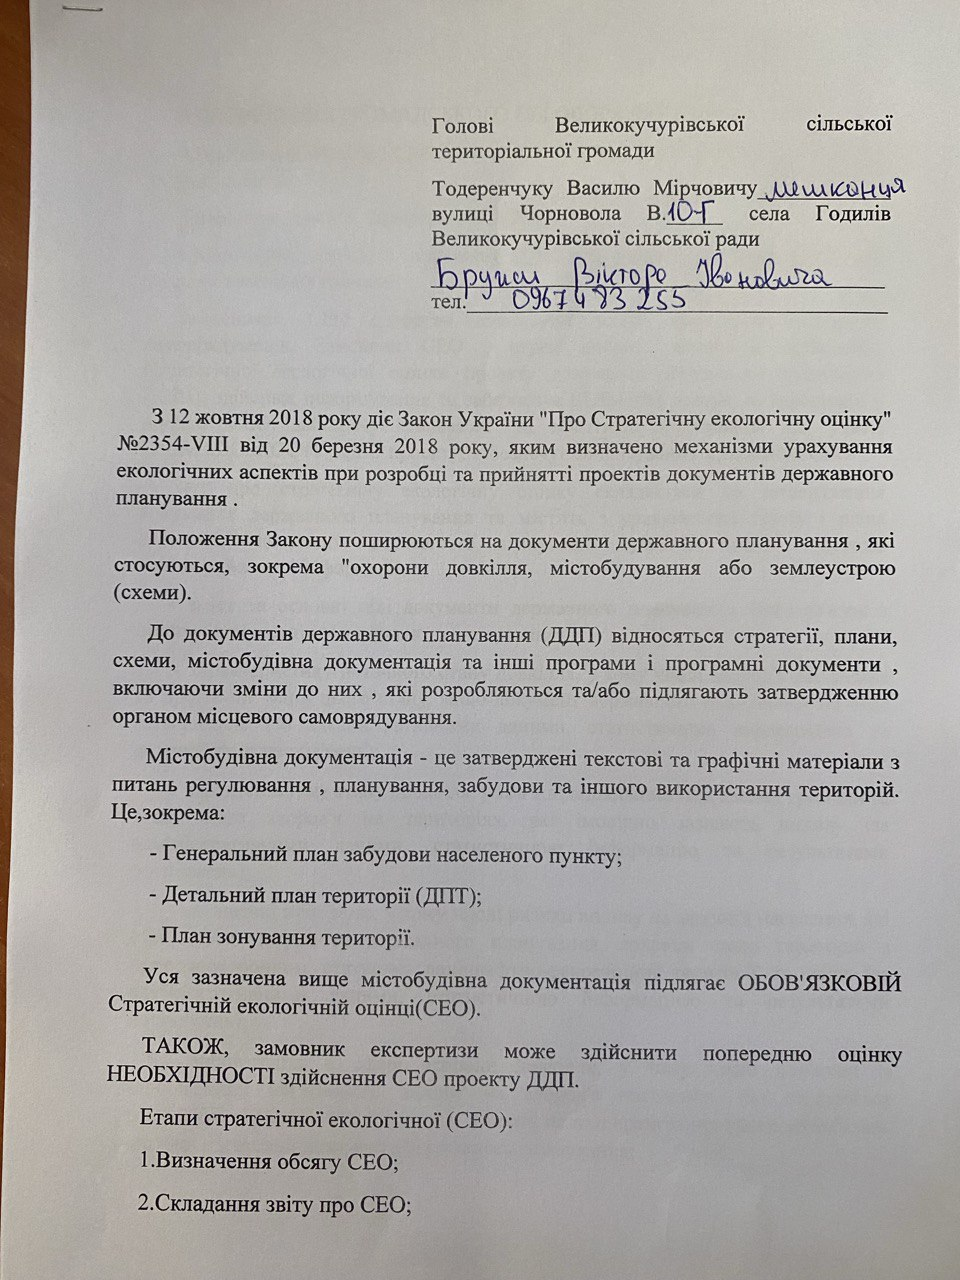 Голові Великокучурівської сільської
територіальної громади
Тодеренчуку Василю Мірчовичу мешконця
вулиці Чорновола В.10-Г села Годилів
Великокучурівської сільської ради
Віктора Івоновича
тел. 0967483255
З 12 жовтня 2018 року діє Закон України "Про Стратегічну екологічну оцінку"
№2354-VIII від 20 березня 2018 року, яким визначено механізми урахування
екологічних аспектів при розробці та прийнятті проектів документів державного
планування .
Положення Закону поширюються на документи державного планування , які
стосуються, зокрема "охорони довкілля, містобудування або землеустрою
(схеми).
До документів державного планування (ДДП) відносяться стратегії, плани,
схеми, містобудівна документація та інші програми і програмні документи ,
включаючи зміни до них , які розробляються та/або підлягають затвердженню
органом місцевого самоврядування.
Містобудівна документація - це затверджені текстові та графічні матеріали з
питань регулювання , планування, забудови та іншого використання територій.
Це,зокрема:
- Генеральний план забудови населеного пункту;
- Детальний план території (ДПТ);
- План зонування території.
Уся зазначена вище містобудівна документація підлягає ОБОВ'ЯЗКОВІЙ
Стратегічній екологічній оцінці(СЕО).
ТАКОЖ, замовник експертизи може здійснити попередню оцінку
НЕОБХІДНОСТІ здійснення СЕО проекту ДДП.
Етапи стратегічної екологічної (СЕО):
1.Визначення обсягу СЕО;
2.Складання звіту про СЕО;